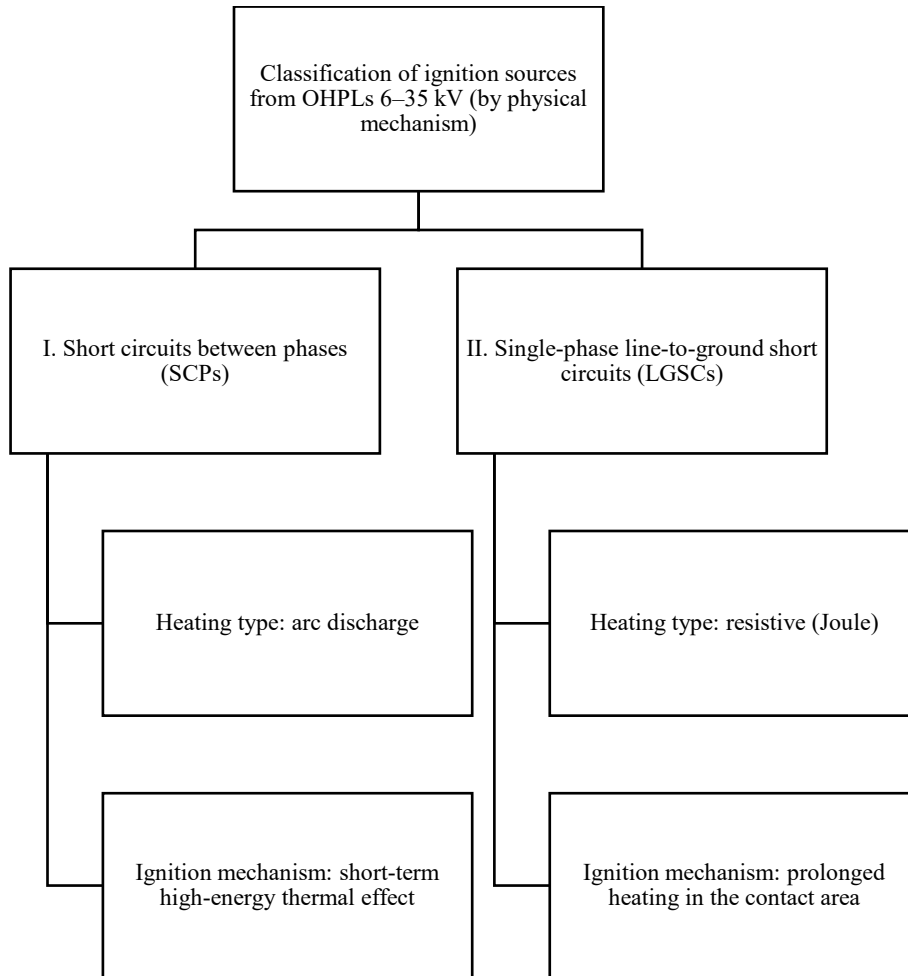 Classification of ignition sources
from OHPLs 6–35 kV (by physical
mechanism)
I. Short circuits between phases
(SCPs)
II. Single-phase line-to-ground short
circuits (LGSCs)
Heating type: arc discharge
Heating type: resistive (Joule)
Ignition mechanism: short-term
high-energy thermal effect
Ignition mechanism: prolonged
heating in the contact area